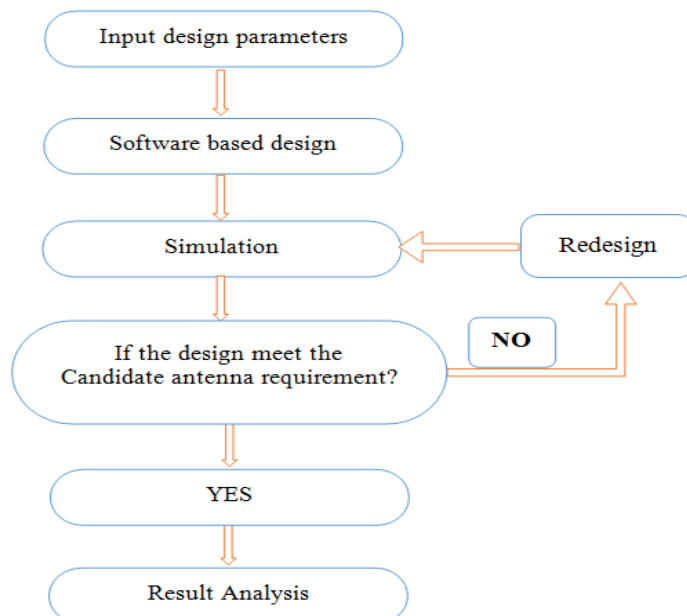 Input design parameters
Software based design
Simulation
Redesign
If the design meet the
Candidate antenna requirement?
NO
YES
Result Analysis